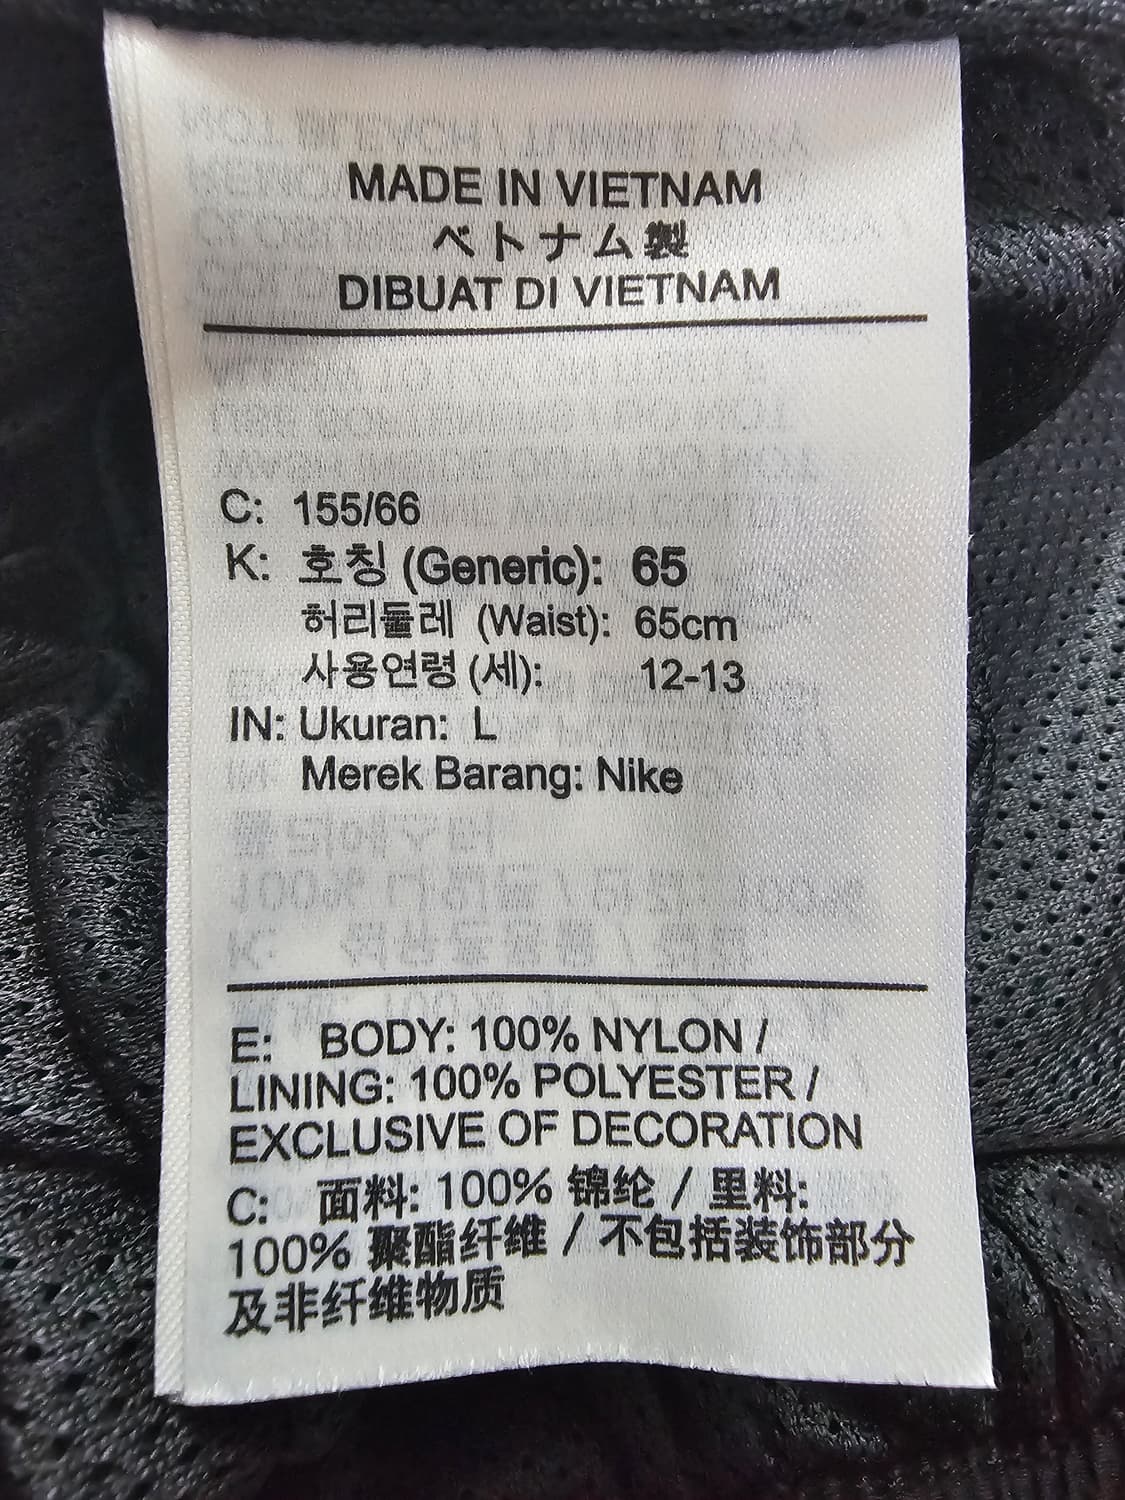 MADE IN VIETNAM
ベトナム製
DIBUAT DI VIETNAM
C: 155/66
K: 호칭 (Generic): 65
허리둘레 (Waist): 65cm
사용연령 (세): 12-13
IN: Ukuran: L
Merek Barang: Nike
E: BODY: 100% NYLON /
LINING: 100% POLYESTER /
EXCLUSIVE OF DECORATION
C: 面料: 100% 锦纶 / 里料:
100% 聚酯纤维 / 不包括装饰部分
及非纤维物质